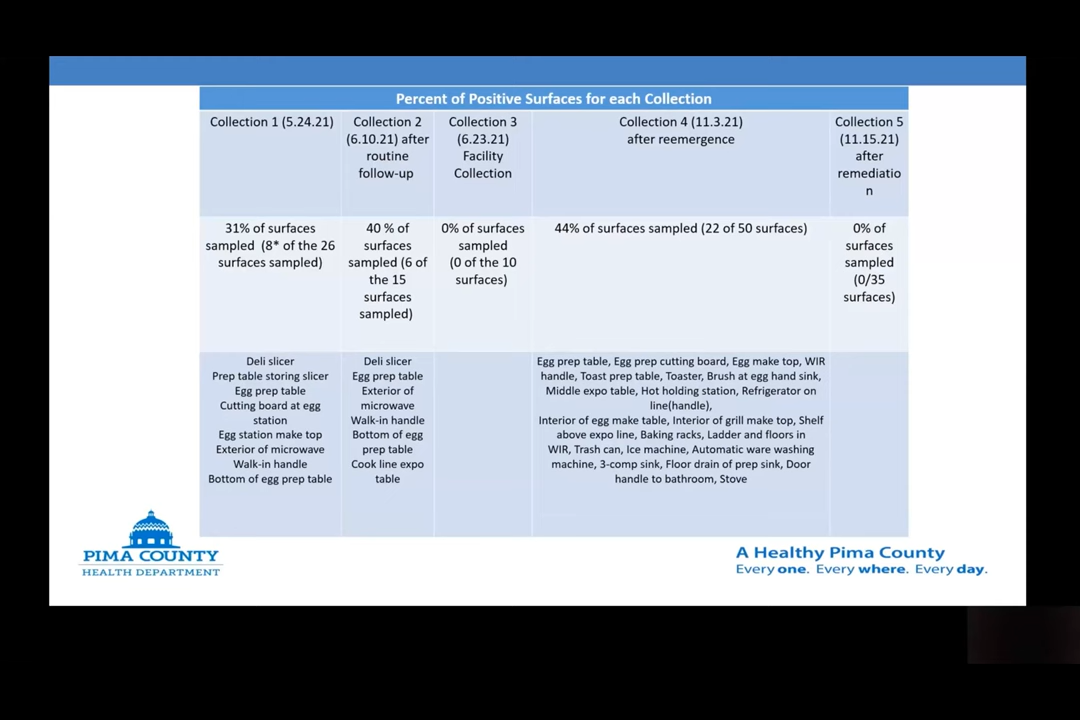 Percent of Positive Surfaces for each Collection
Collection 1 (5.24.21)
Collection 2
(6.10.21) after
routine
follow-up
Collection 3
(6.23.21)
Facility
Collection
Collection 4 (11.3.21)
after reemergence
Collection 5
(11.15.21)
after
remediatio
n
31% of surfaces
sampled (8* of the 26
surfaces sampled)
40 % of
surfaces
sampled (6 of
the 15
surfaces
sampled)
0% of surfaces
sampled
(0 of the 10
surfaces)
44% of surfaces sampled (22 of 50 surfaces)
0% of
surfaces
sampled
(0/35
surfaces)
Deli slicer
Prep table storing slicer
Egg prep table
Cutting board at egg
station
Egg station make top
Exterior of microwave
Walk-in handle
Bottom of egg prep table
Deli slicer
Egg prep table
Exterior of
microwave
Walk-in handle
Bottom of egg
prep table
Cook line expo
table
Egg prep table, Egg prep cutting board, Egg make top, WIR
handle, Toast prep table, Toaster, Brush at egg hand sink,
Middle expo table, Hot holding station, Refrigerator on
line(handle),
Interior of egg make table, Interior of grill make top, Shelf
above expo line, Baking racks, Ladder and floors in
WIR, Trash can, Ice machine, Automatic ware washing
machine, 3-comp sink, Floor drain of prep sink, Door
handle to bathroom, Stove
PIMA COUNTY
HEALTH DEPARTMENT
A Healthy Pima County
Every one. Every where. Every day.